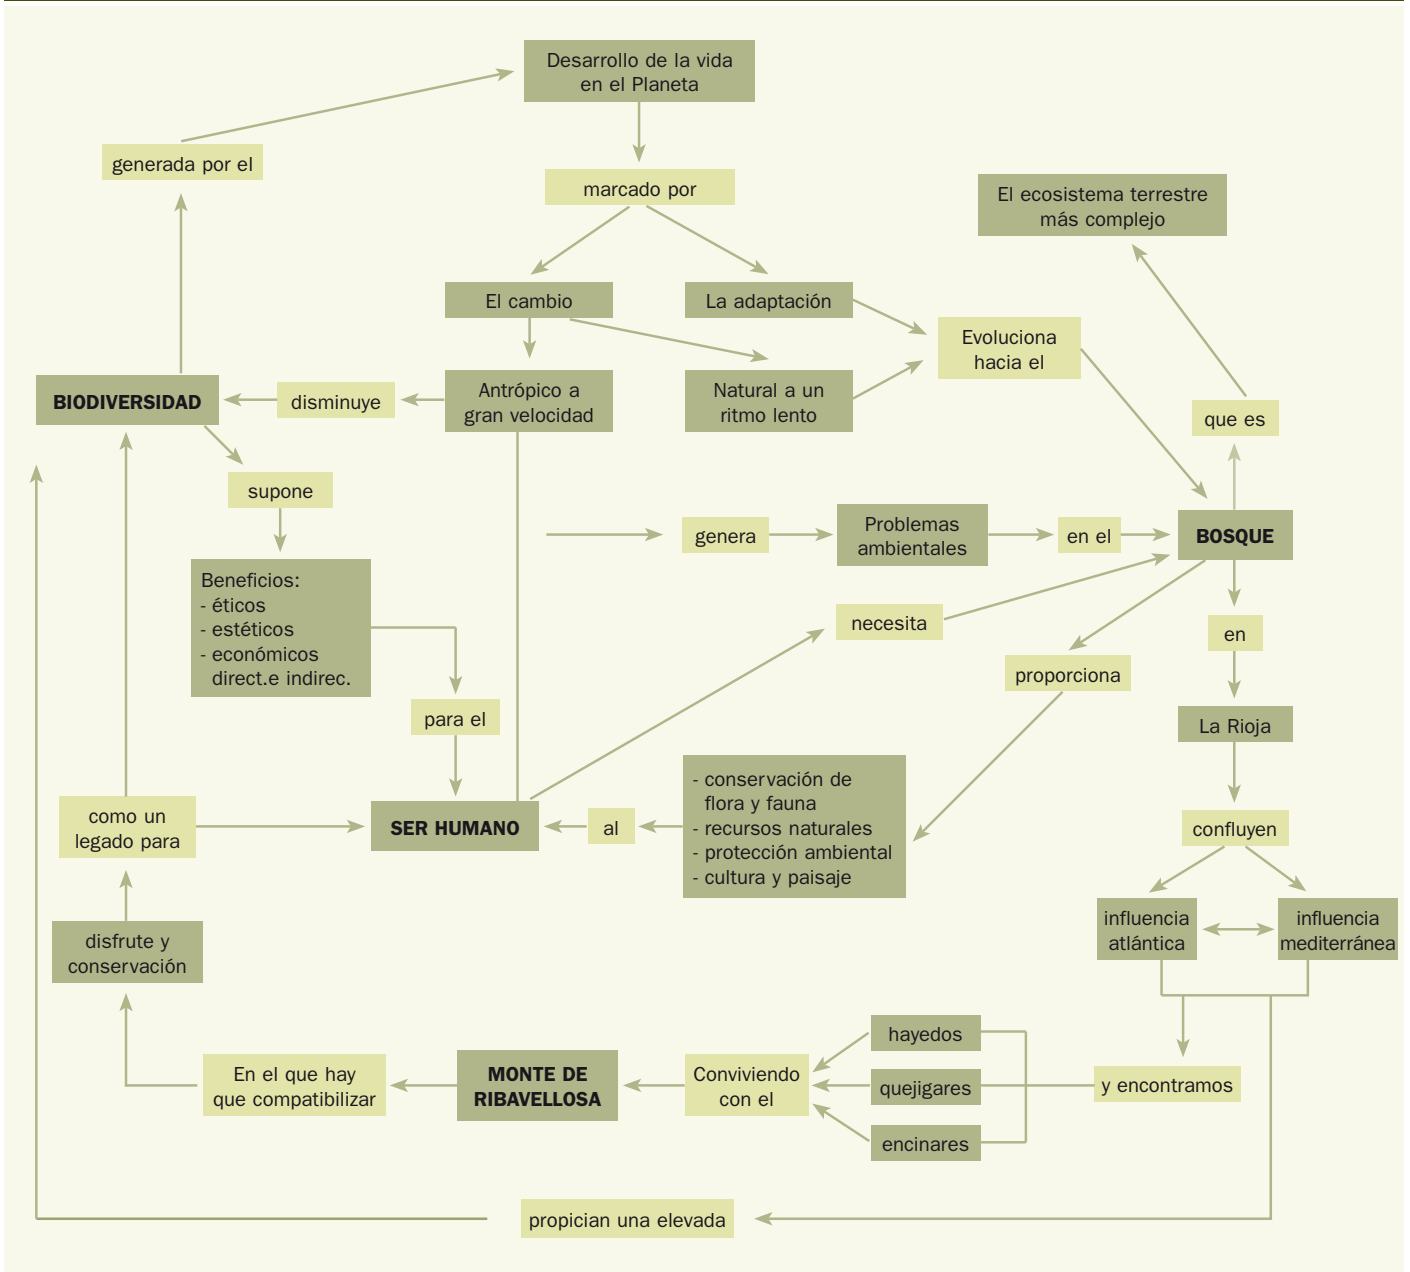 Desarrollo de la vida
en el Planeta
generada por el
marcado por
El ecosistema terrestre
más complejo
El cambio
La adaptación
Evoluciona
hacia el
BIODIVERSIDAD
disminuye
Antrópico a
gran velocidad
Natural a un
ritmo lento
que es
supone
genera
Problemas
ambientales
en el
BOSQUE
Beneficios:
- éticos
- estéticos
- económicos
direct.e indirec.
necesita
en
proporciona
para el
La Rioja
como un
legado para
SER HUMANO
al
- conservación de
flora y fauna
- recursos naturales
- protección ambiental
- cultura y paisaje
confluyen
influencia
atlántica
influencia
mediterránea
disfrute y
conservación
En el que hay
que compatibilizar
MONTE DE
RIBAVELLOSA
Conviviendo
con el
hayedos
quejigares
encinares
y encontramos
propician una elevada